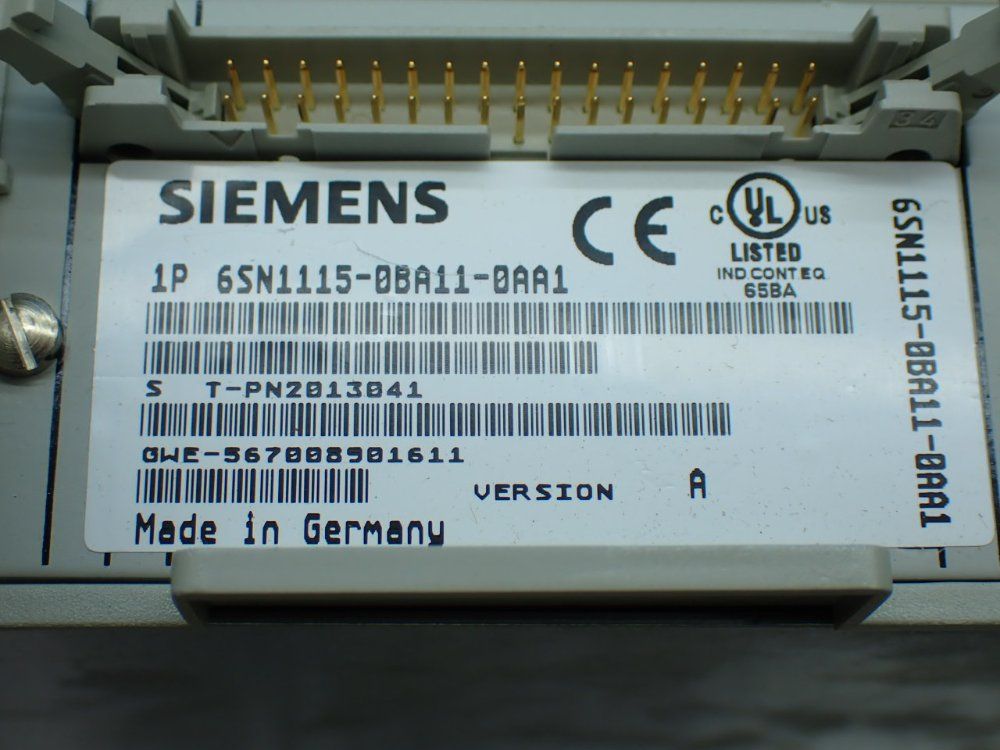 34
SIEMENS
CE
C UL US
LISTED
IND CONT EQ
65BA
1P 6SN1115-0BA11-0AA1
S T-PN2013041
GWE-567008901611
VERSION A
Made in Germany
6SN1115-0BA11-0AA1